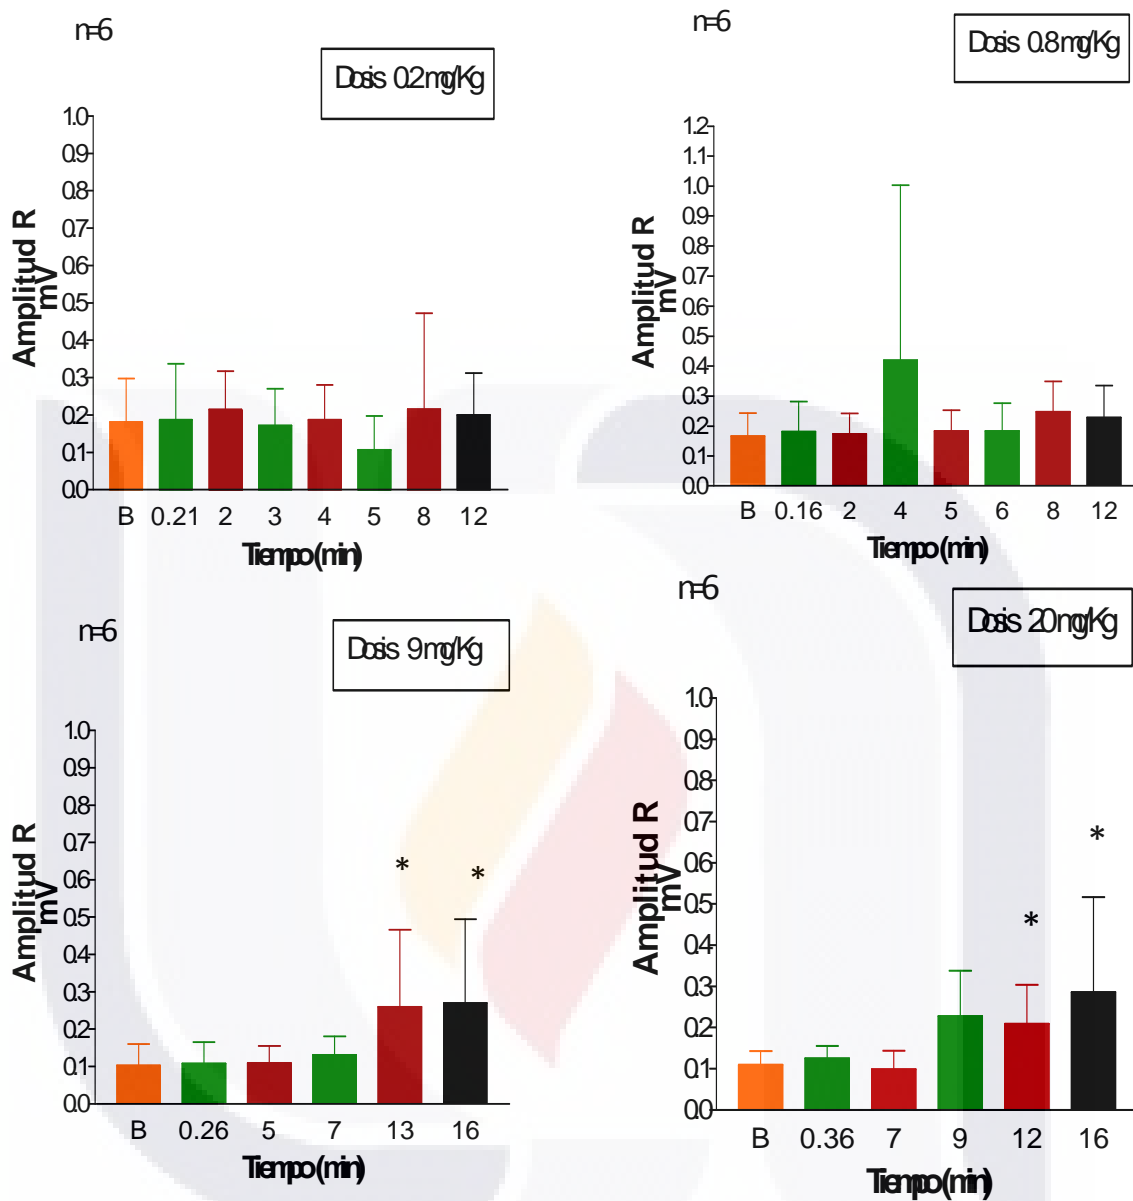 n=6
Dosis 0.2mg/Kg
Amplitud R
mV
1.0
0.9
0.8
0.7
0.6
0.5
0.4
0.3
0.2
0.1
0.0
B 0.21 2 3 4 5 8 12
Tiempo(min)
n=6
Dosis 0.8mg/Kg
Amplitud R
mV
1.2
1.1
1.0
0.9
0.8
0.7
0.6
0.5
0.4
0.3
0.2
0.1
0.0
B 0.16 2 4 5 6 8 12
Tiempo(min)
n=6
Dosis 9mg/Kg
Amplitud R
mV
1.0
0.9
0.8
0.7
0.6
0.5
0.4
0.3
0.2
0.1
0.0
* *
B 0.26 5 7 13 16
Tiempo(min)
n=6
Dosis 20mg/Kg
Amplitud R
mV
1.0
0.9
0.8
0.7
0.6
0.5
0.4
0.3
0.2
0.1
0.0
*
*
B 0.36 7 9 12 16
Tiempo(min)